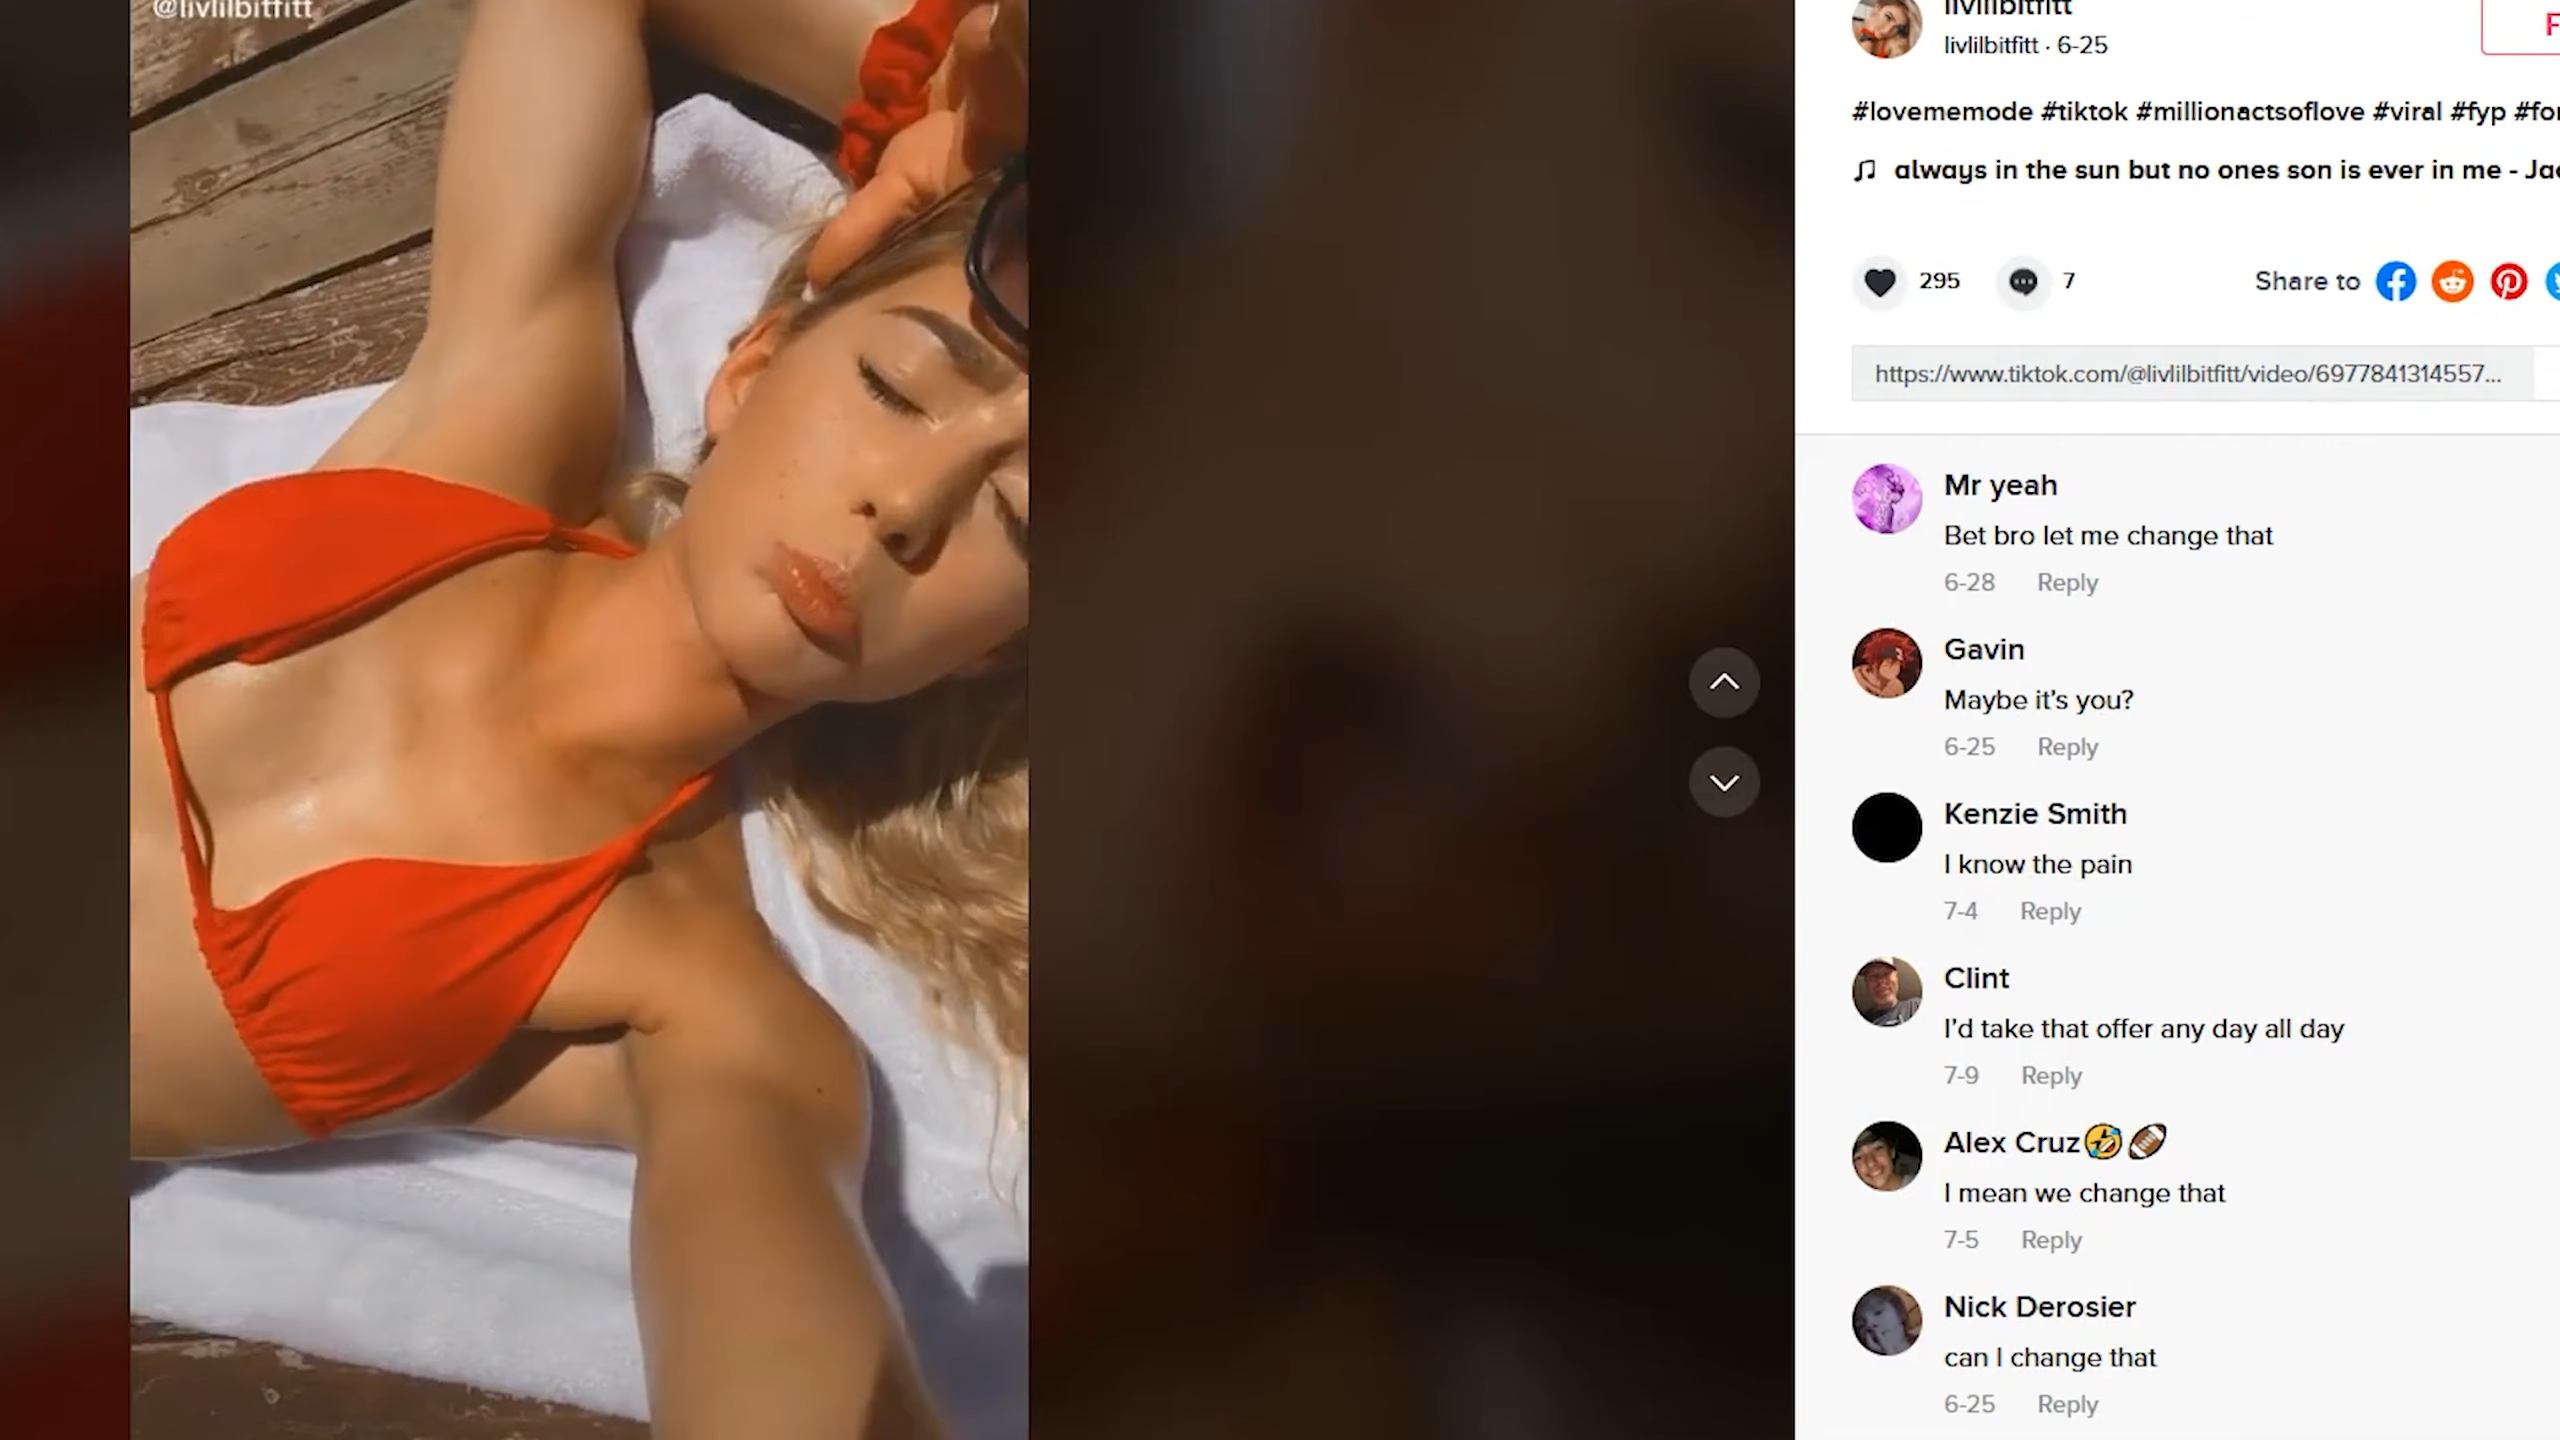 @livlilbitfitt
livlilbitfitt
livlilbitfitt · 6-25
#lovememode #tiktok #millionactsoflove #viral #fyp
♫ always in the sun but no ones son is ever in me -
295
7
Share to
https://www.tiktok.com/@livlilbitfitt/video/6977841314557...
Mr yeah
Bet bro let me change that
6-28 Reply
Gavin
Maybe it's you?
6-25 Reply
Kenzie Smith
I know the pain
7-4 Reply
Clint
I'd take that offer any day all day
7-9 Reply
Alex Cruz🤣🏈
I mean we change that
7-5 Reply
Nick Derosier
can I change that
6-25 Reply